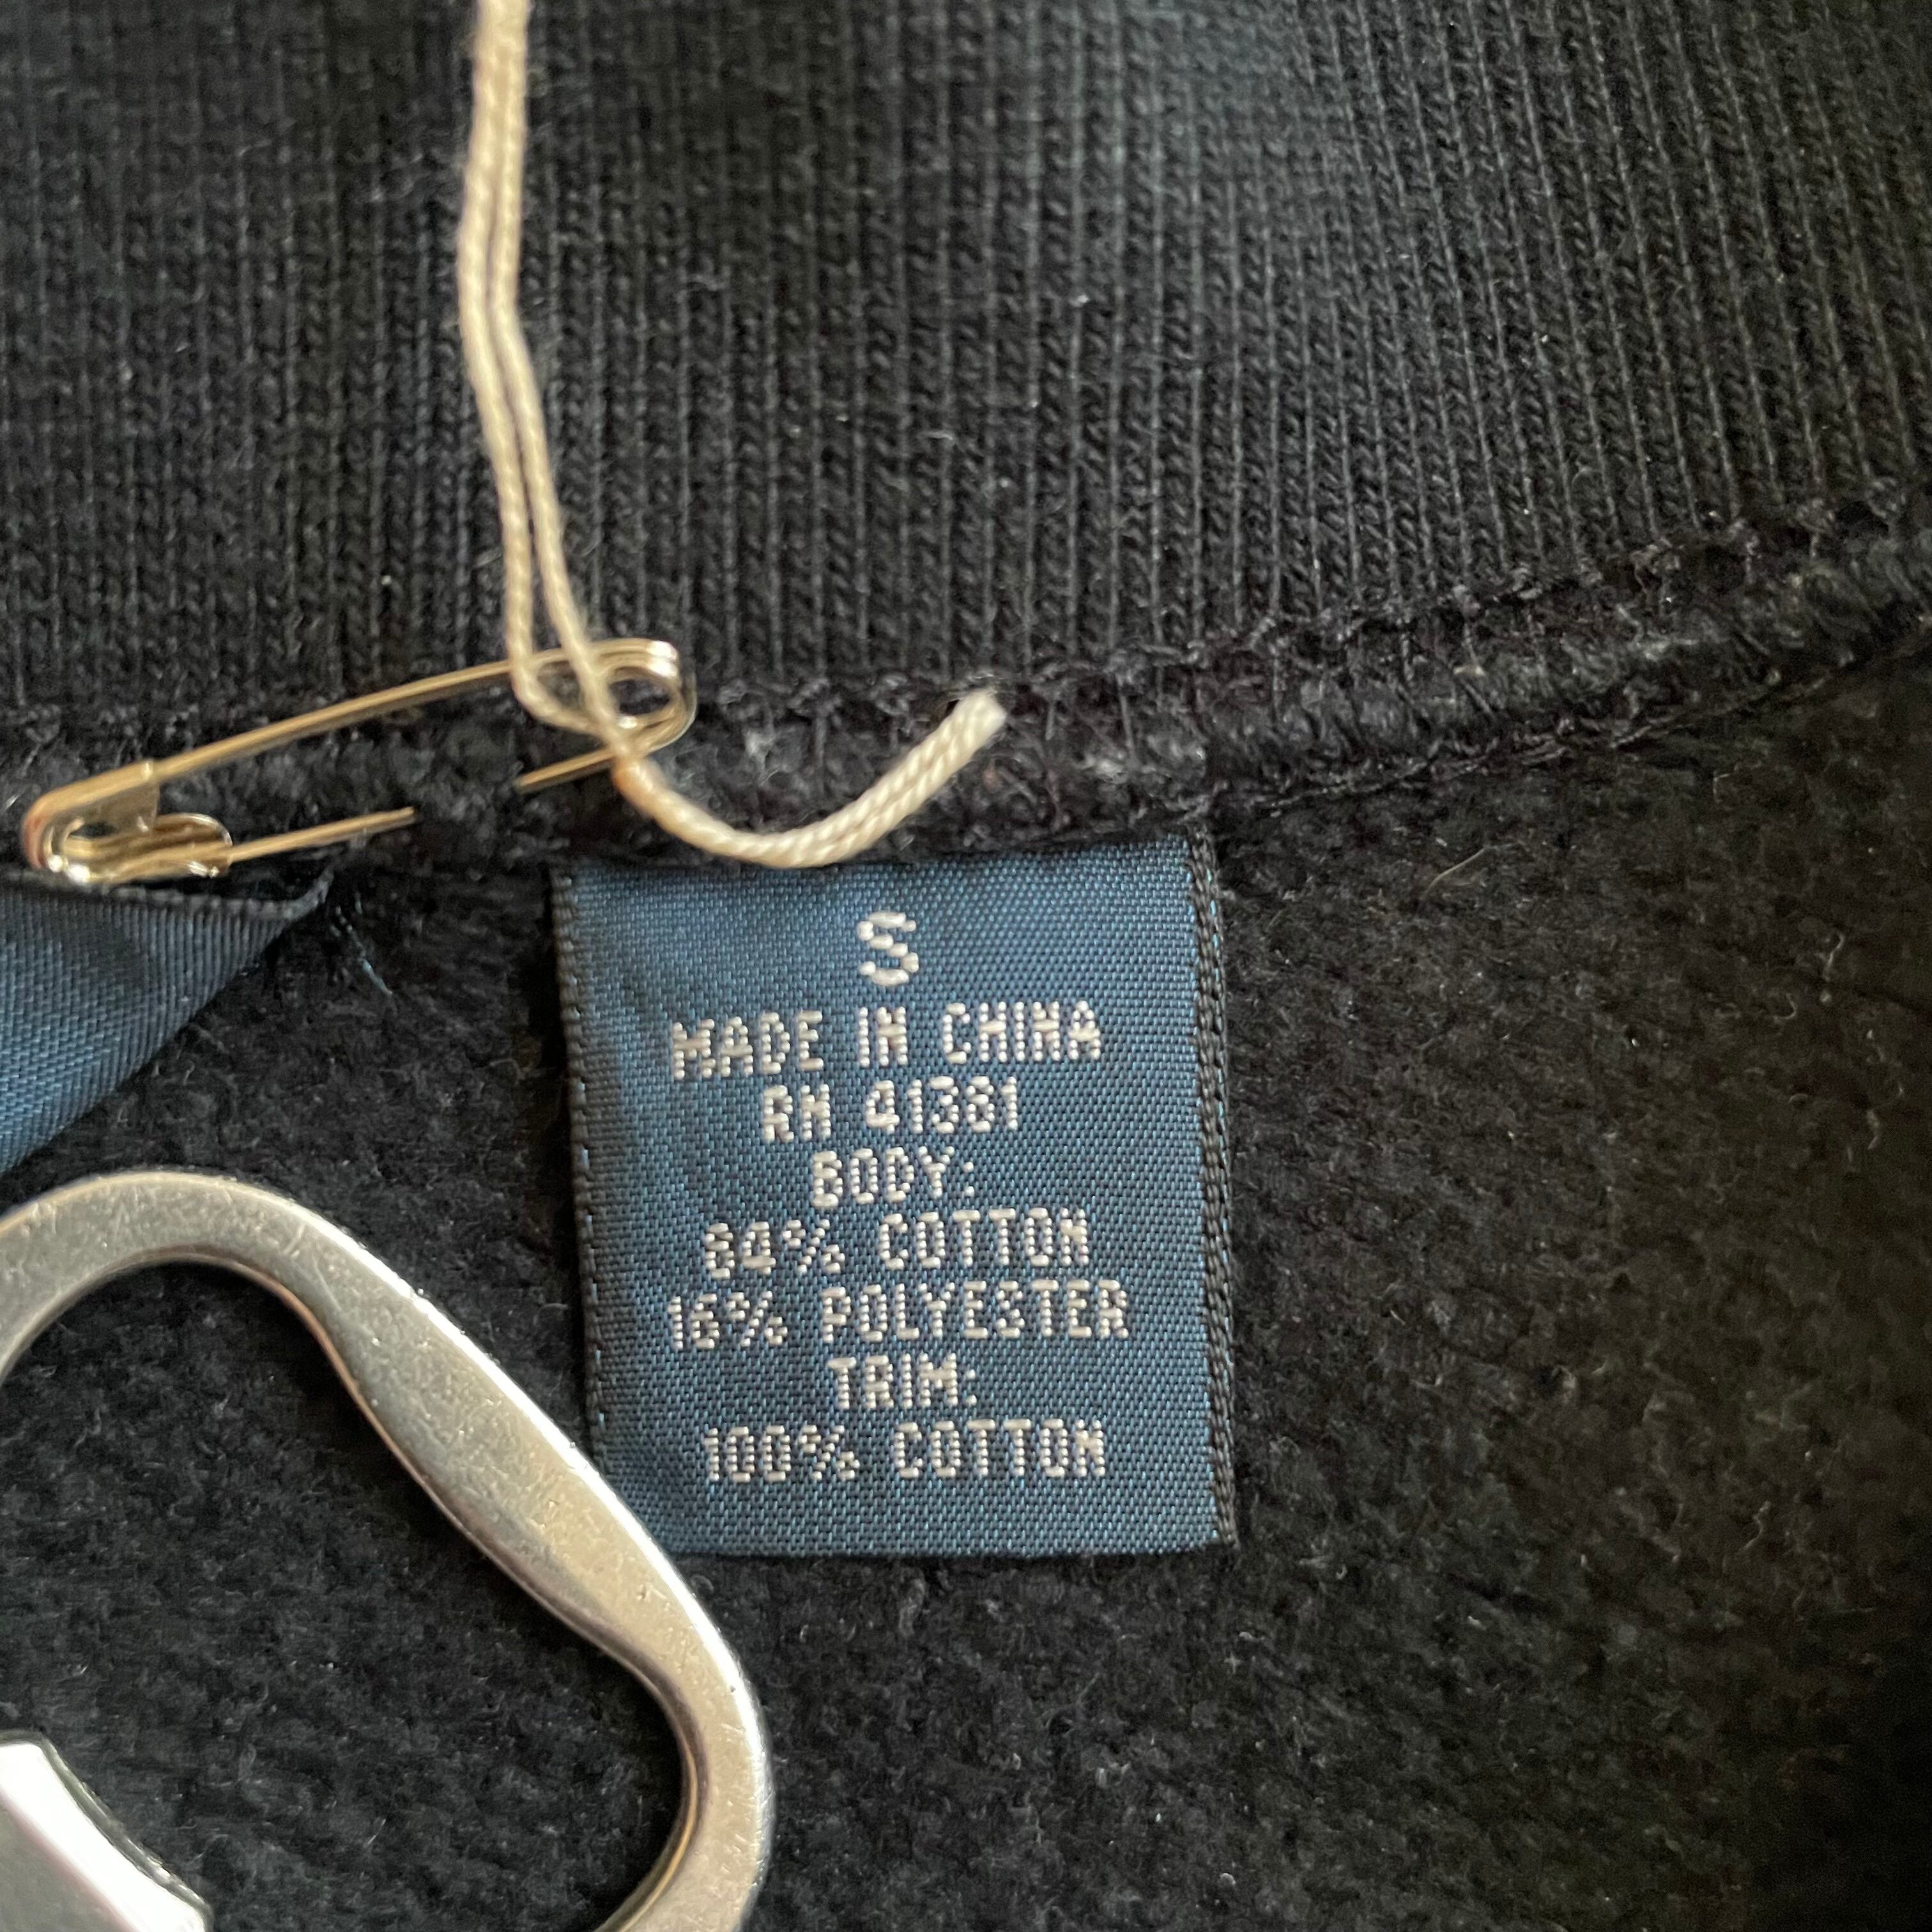 S
MADE IN CHINA
RN 41381
BODY:
84% COTTON
16% POLYESTER
TRIM:
100% COTTON